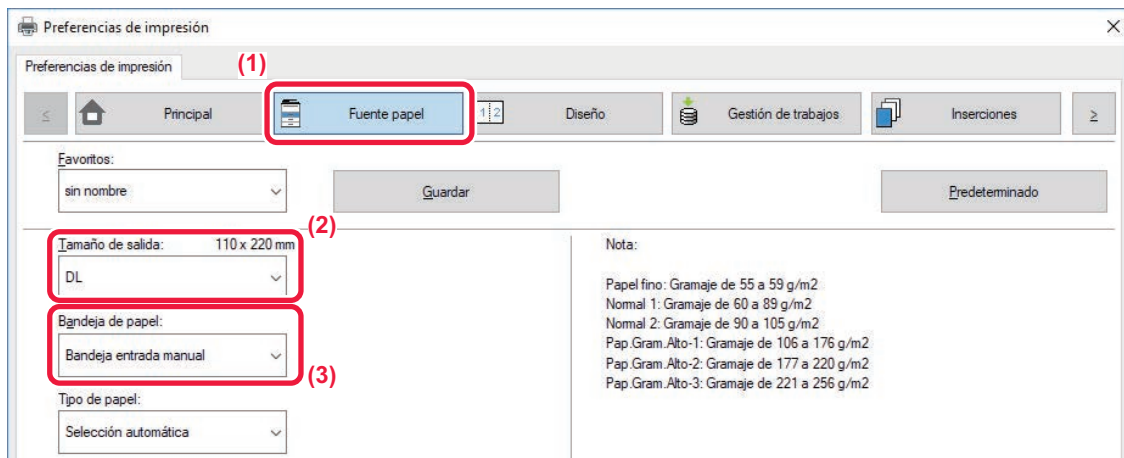 Preferencias de impresión
Preferencias de impresión
(1)
< Principal Fuente papel 1 2 Diseño Gestión de trabajos Inserciones >
Favoritos:
sin nombre Guardar Predeterminado
(2)
Tamaño de salida: 110 x 220 mm
DL
Bandeja de papel:
Bandeja entrada manual
(3)
Tipo de papel:
Selección automática
Nota:
Papel fino: Gramaje de 55 a 59 g/m2
Normal 1: Gramaje de 60 a 89 g/m2
Normal 2: Gramaje de 90 a 105 g/m2
Pap.Gram.Alto-1: Gramaje de 106 a 176 g/m2
Pap.Gram.Alto-2: Gramaje de 177 a 220 g/m2
Pap.Gram.Alto-3: Gramaje de 221 a 256 g/m2